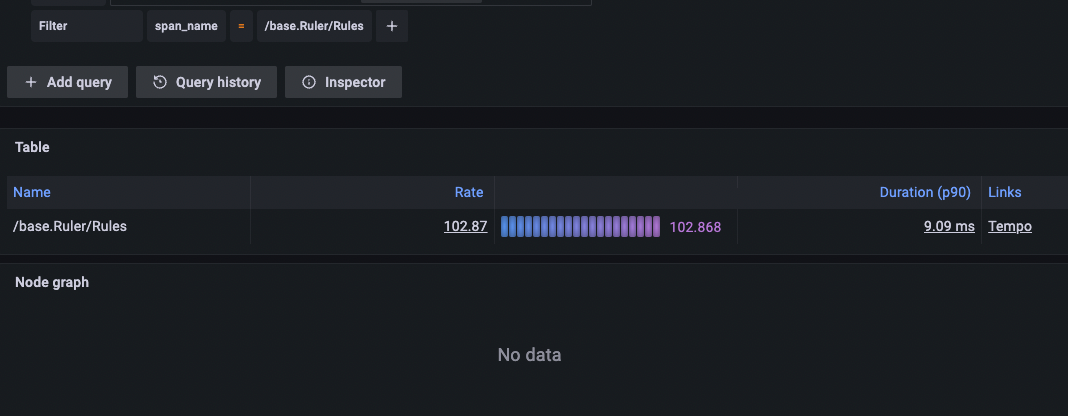 Filter span_name = /base.Ruler/Rules +
+ Add query Query history Inspector
Table
Name Rate Duration (p90) Links
/base.Ruler/Rules 102.87 102.868 9.09 ms Tempo
Node graph
No data